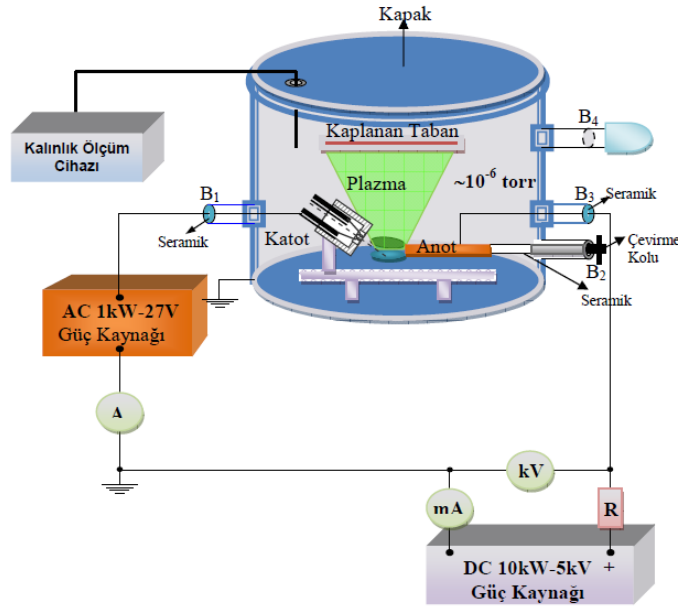 Kapak
Kalınlık Ölçüm
Cihazı
Kaplanan Taban
B4
Plazma
~10⁻⁶ torr
B1
B3
Seramik
Seramik
Katot
Anot
Çevirme
Kolu
B2
Seramik
AC 1kW-27V
Güç Kaynağı
A
kV
mA
R
DC 10kW-5kV +
Güç Kaynağı